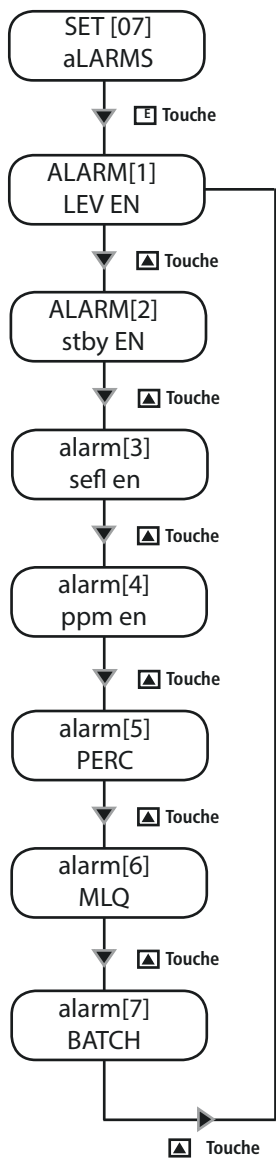 SET [07]
aLARMS
E Touche
ALARM[1]
LEV EN
Touche
ALARM[2]
stby EN
Touche
alarm[3]
sefl en
Touche
alarm[4]
ppm en
Touche
alarm[5]
PERC
Touche
alarm[6]
MLQ
Touche
alarm[7]
BATCH
Touche